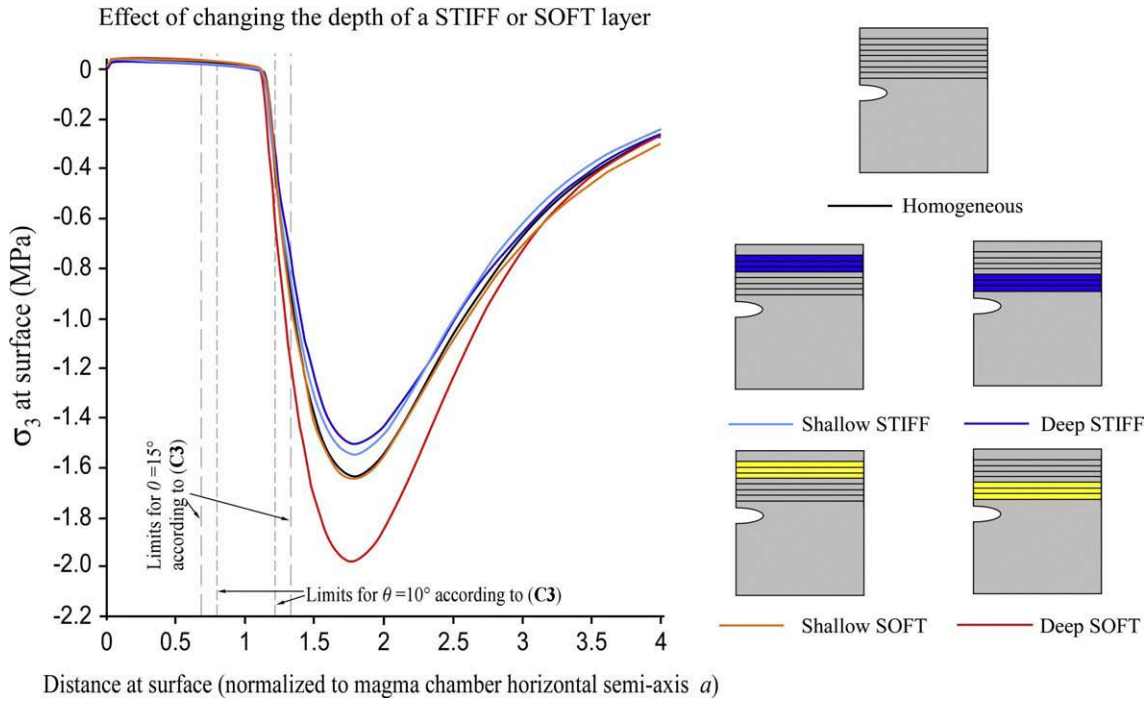 Effect of changing the depth of a STIFF or SOFT layer
0
-0.2
-0.4
-0.6
-0.8
-1.0
-1.2
-1.4
-1.6
-1.8
-2.0
-2.2
σ3 at surface (MPa)
Limits for θ =15°
according to (C3)
Limits for θ =10° according to (C3)
0 0.5 1 1.5 2 2.5 3 3.5 4
Distance at surface (normalized to magma chamber horizontal semi-axis a)
Homogeneous
Shallow STIFF
Deep STIFF
Shallow SOFT
Deep SOFT